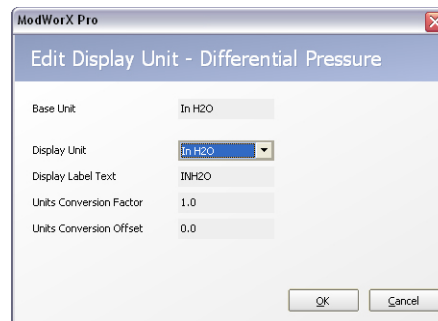 ModWorX Pro
Edit Display Unit - Differential Pressure
Base Unit In H2O
Display Unit In H2O
Display Label Text INH2O
Units Conversion Factor 1.0
Units Conversion Offset 0.0
OK Cancel